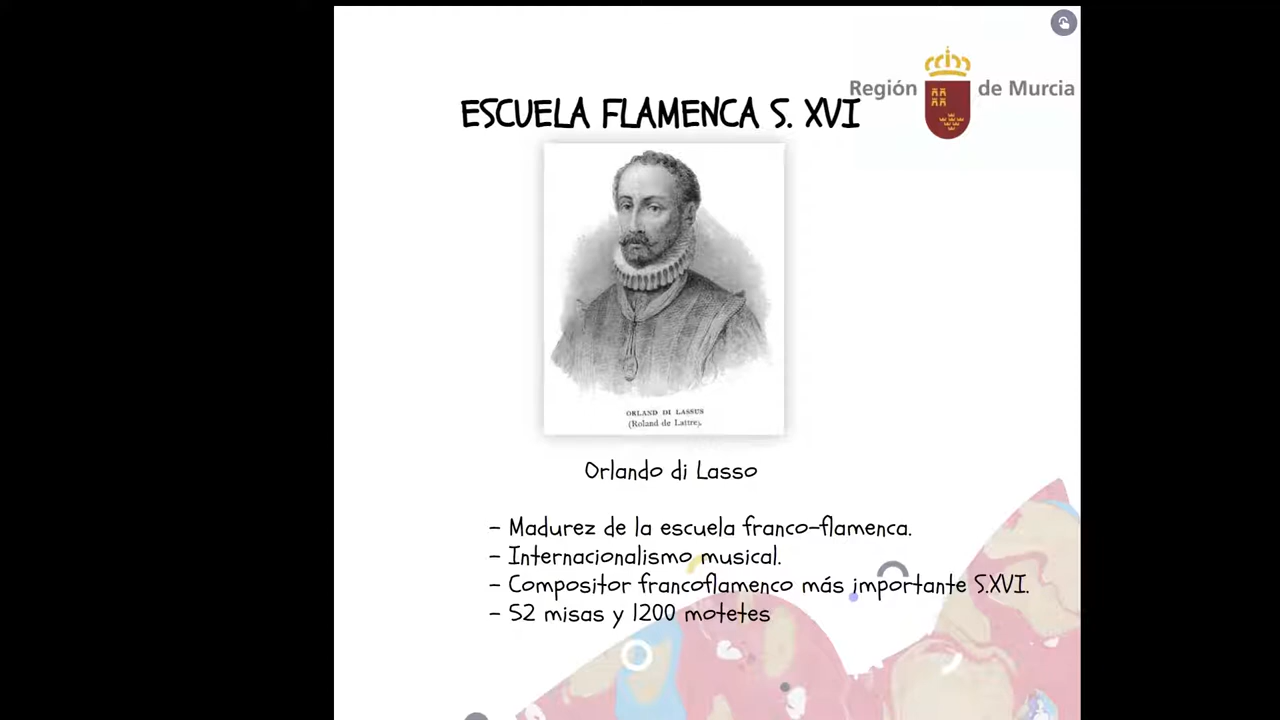 Región de Murcia
ESCUELA FLAMENCA S. XVI
ORLAND DI LASSUS
(Roland de Lattre).
Orlando di Lasso
- Madurez de la escuela franco-flamenca.
- Internacionalismo musical.
- Compositor francoflamenco más importante S.XVI.
- 52 misas y 1200 motetes